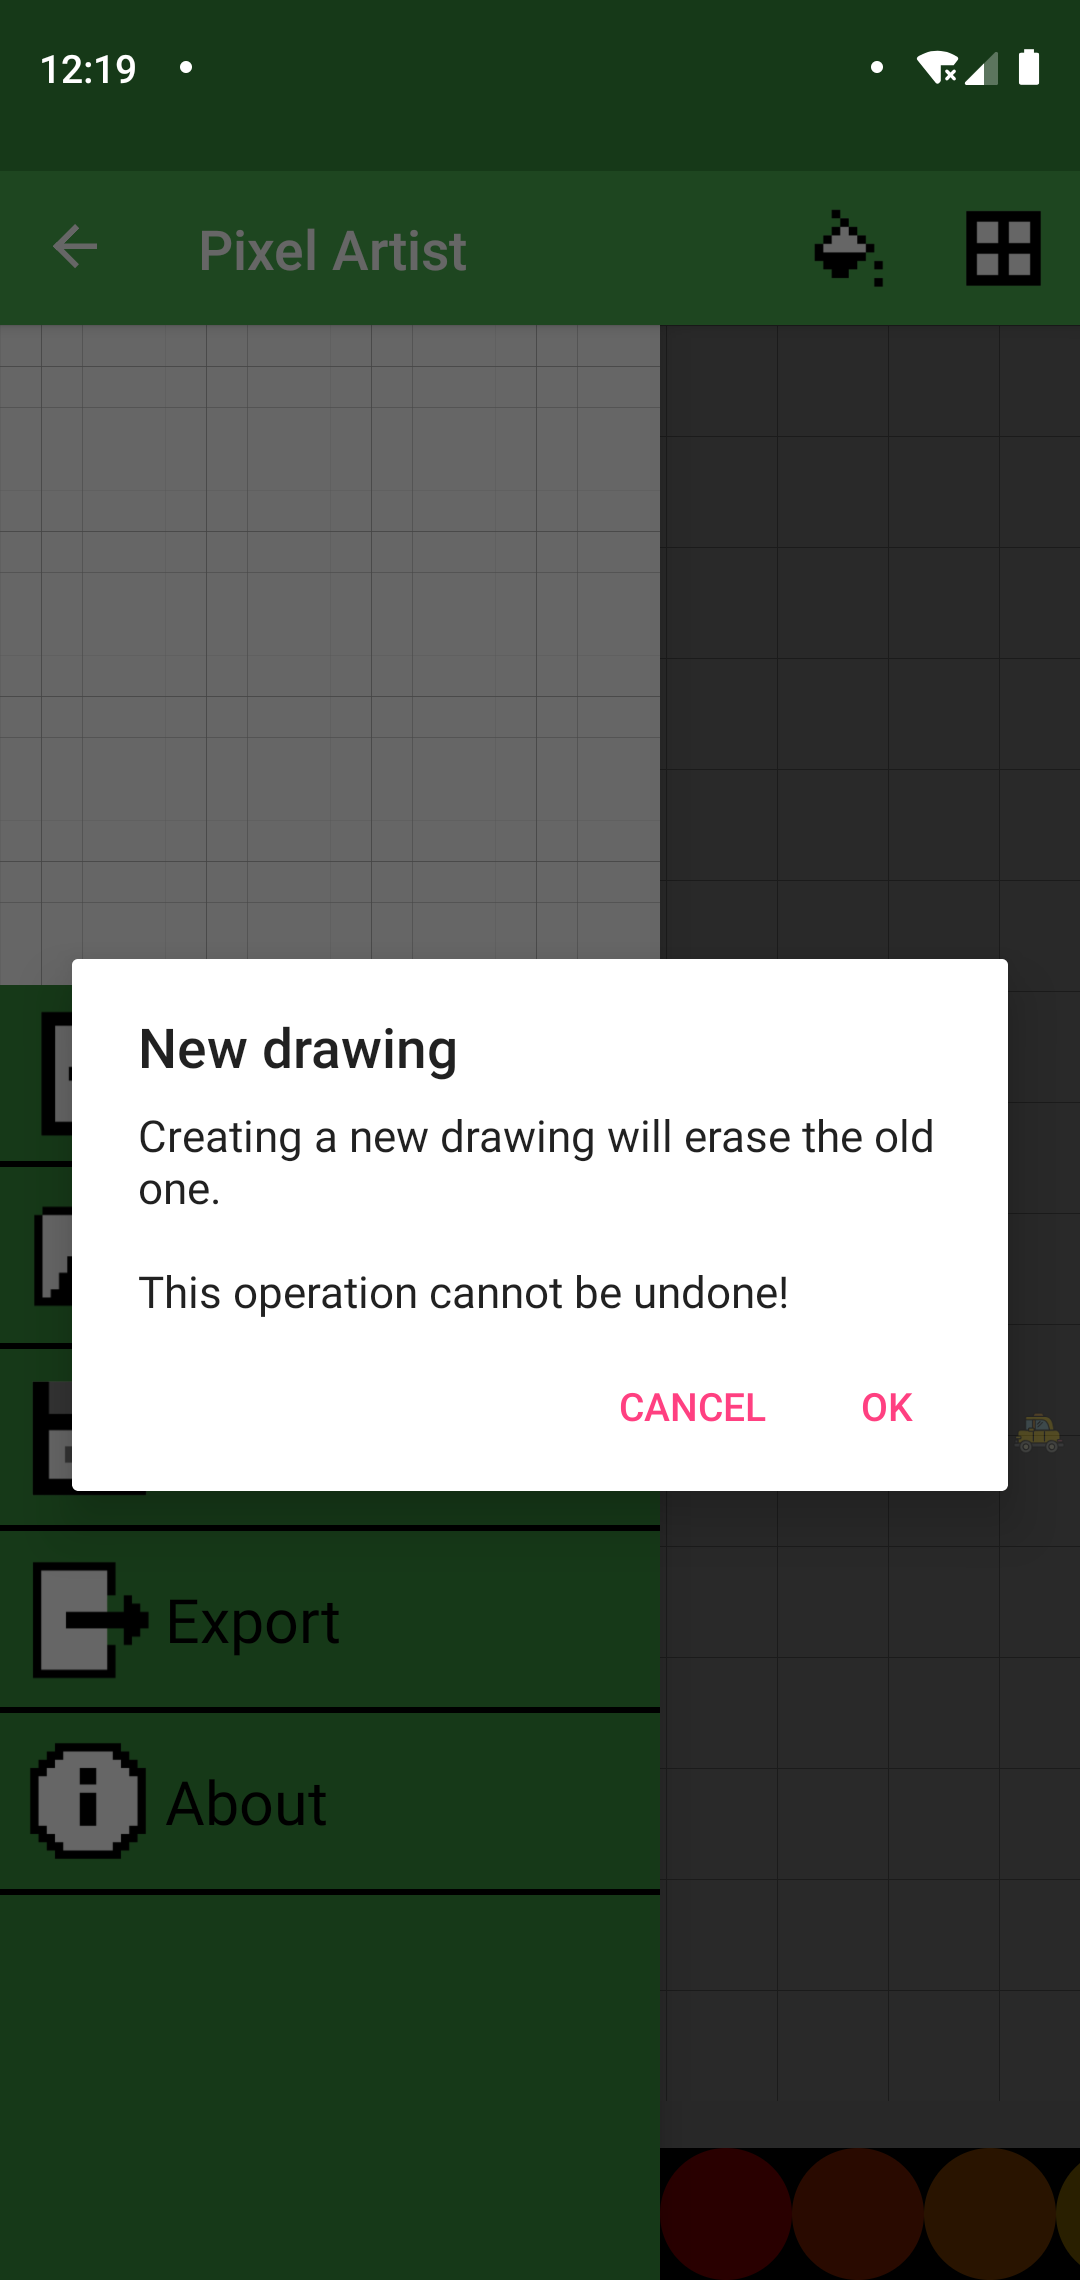 12:19
Pixel Artist
New drawing
Creating a new drawing will erase the old
one.
This operation cannot be undone!
CANCEL
OK
Export
About